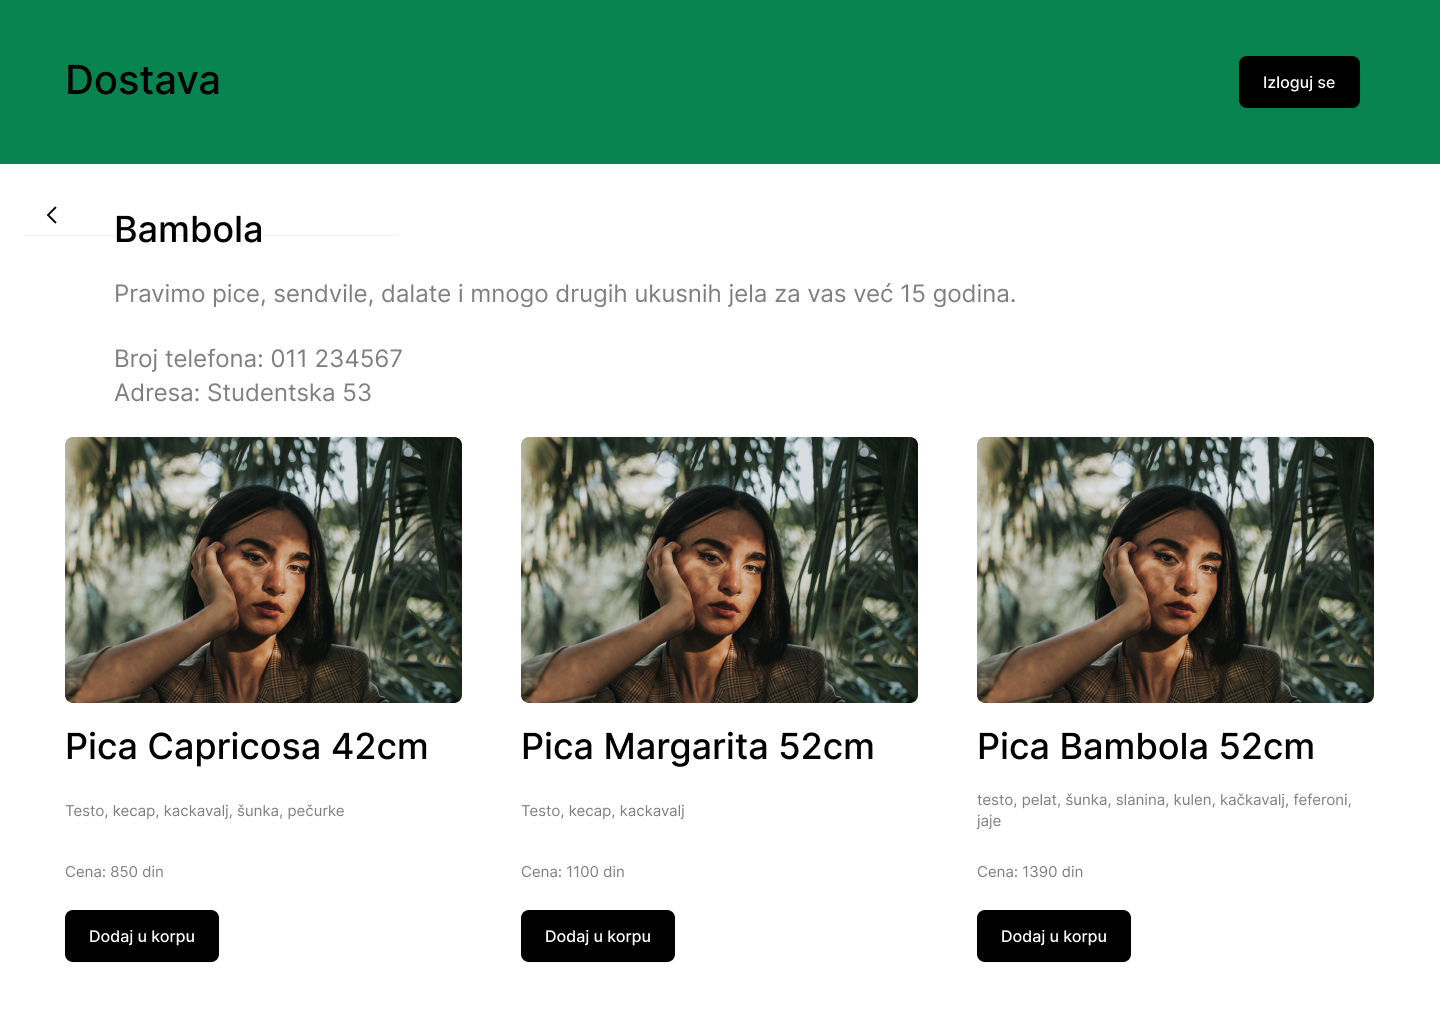 Dostava
Izloguj se
Bambola
Pravimo pice, sendvile, dalate i mnogo drugih ukusnih jela za vas već 15 godina.
Broj telefona: 011 234567
Adresa: Studentska 53
Pica Capricosa 42cm
Testo, kecap, kackavalj, šunka, pečurke
Cena: 850 din
Dodaj u korpu
Pica Margarita 52cm
Testo, kecap, kackavalj
Cena: 1100 din
Dodaj u korpu
Pica Bambola 52cm
testo, pelat, šunka, slanina, kulen, kačkavalj, feferoni,
jaje
Cena: 1390 din
Dodaj u korpu